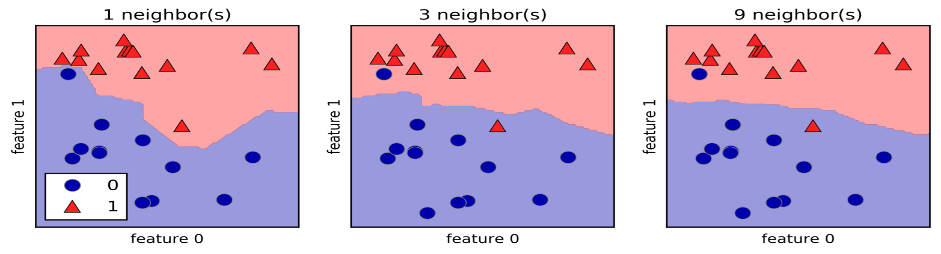 1 neighbor(s)
3 neighbor(s)
9 neighbor(s)
feature 1
feature 1
feature 1
0
1
feature 0
feature 0
feature 0